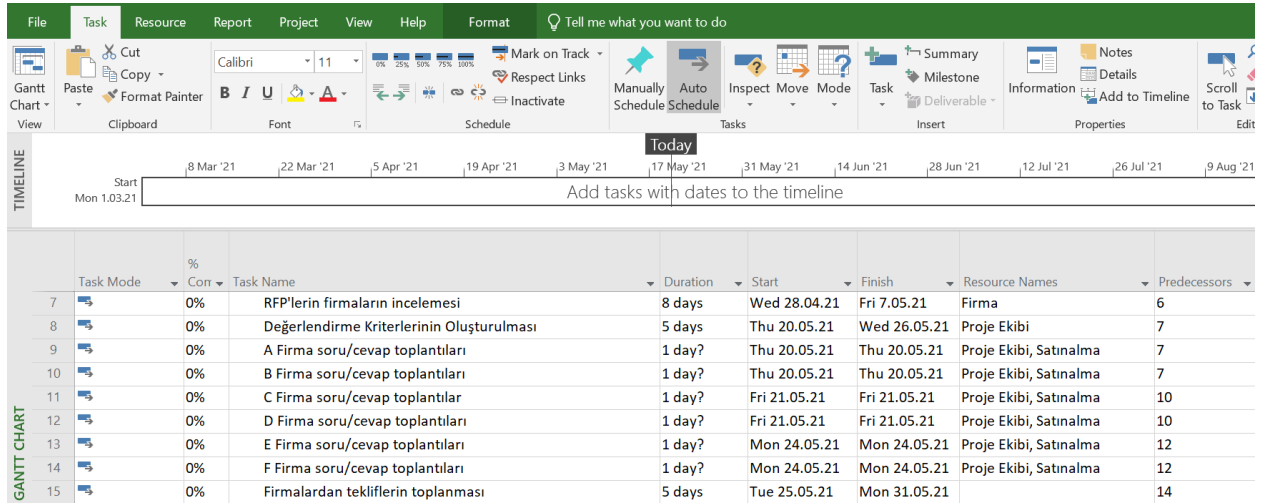 File Task Resource Report Project View Help Format Tell me what you want to do
Cut
Copy
Format Painter
Paste
Gantt
Chart
View
Clipboard
Calibri 11
B I U A
Font
0% 25% 50% 75% 100%
Mark on Track
Respect Links
Inactivate
Schedule
Manually
Schedule
Auto
Schedule
Inspect Move Mode
Tasks
Task
Summary
Milestone
Deliverable
Insert
Information
Notes
Details
Add to Timeline
Properties
Scroll
to Task
Edit
TIMELINE
Today
8 Mar '21 22 Mar '21 5 Apr '21 19 Apr '21 3 May '21 17 May '21 31 May '21 14 Jun '21 28 Jun '21 12 Jul '21 26 Jul '21 9 Aug '21
Start
Mon 1.03.21
Add tasks with dates to the timeline
GANTT CHART
%
Task Mode Com Task Name Duration Start Finish Resource Names Predecessors
7 0% RFP'lerin firmaların incelemesi 8 days Wed 28.04.21 Fri 7.05.21 Firma 6
8 0% Değerlendirme Kriterlerinin Oluşturulması 5 days Thu 20.05.21 Wed 26.05.21 Proje Ekibi 7
9 0% A Firma soru/cevap toplantıları 1 day? Thu 20.05.21 Thu 20.05.21 Proje Ekibi, Satınalma 7
10 0% B Firma soru/cevap toplantıları 1 day? Thu 20.05.21 Thu 20.05.21 Proje Ekibi, Satınalma 7
11 0% C Firma soru/cevap toplantılar 1 day? Fri 21.05.21 Fri 21.05.21 Proje Ekibi, Satınalma 10
12 0% D Firma soru/cevap toplantıları 1 day? Fri 21.05.21 Fri 21.05.21 Proje Ekibi, Satınalma 10
13 0% E Firma soru/cevap toplantıları 1 day? Mon 24.05.21 Mon 24.05.21 Proje Ekibi, Satınalma 12
14 0% F Firma soru/cevap toplantıları 1 day? Mon 24.05.21 Mon 24.05.21 Proje Ekibi, Satınalma 12
15 0% Firmalardan tekliflerin toplanması 5 days Tue 25.05.21 Mon 31.05.21 14